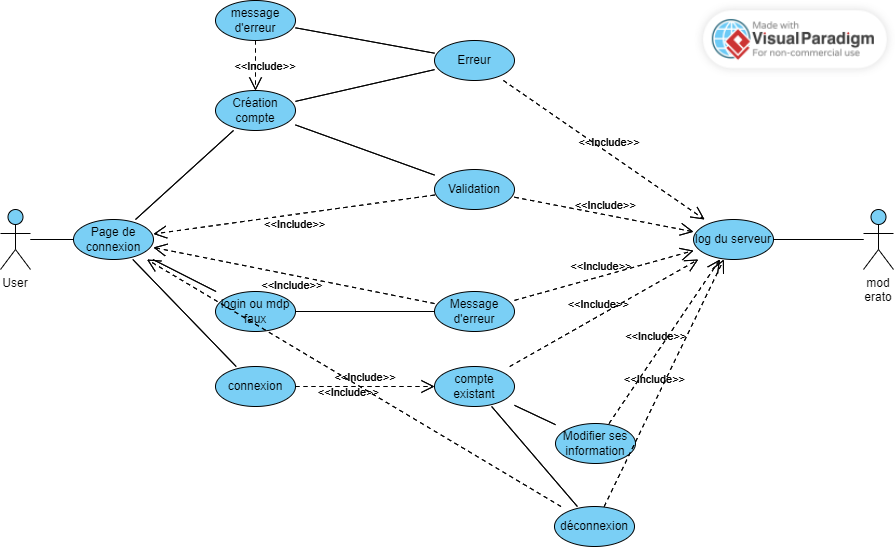 message
d'erreur
Made with
VisualParadigm
For non-commercial use
Erreur
<<Include>>
Création
compte
<<Include>>
Validation
<<Include>>
<<Include>>
Page de
connexion
log du serveur
User
mod
erato
<<Include>>
<<Include>>
login ou mdp
faux
Message
d'erreur
<<Include>>
<<Include>>
connexion
<<Include>>
<<Include>>
compte
existant
<<Include>>
Modifier ses
information
déconnexion